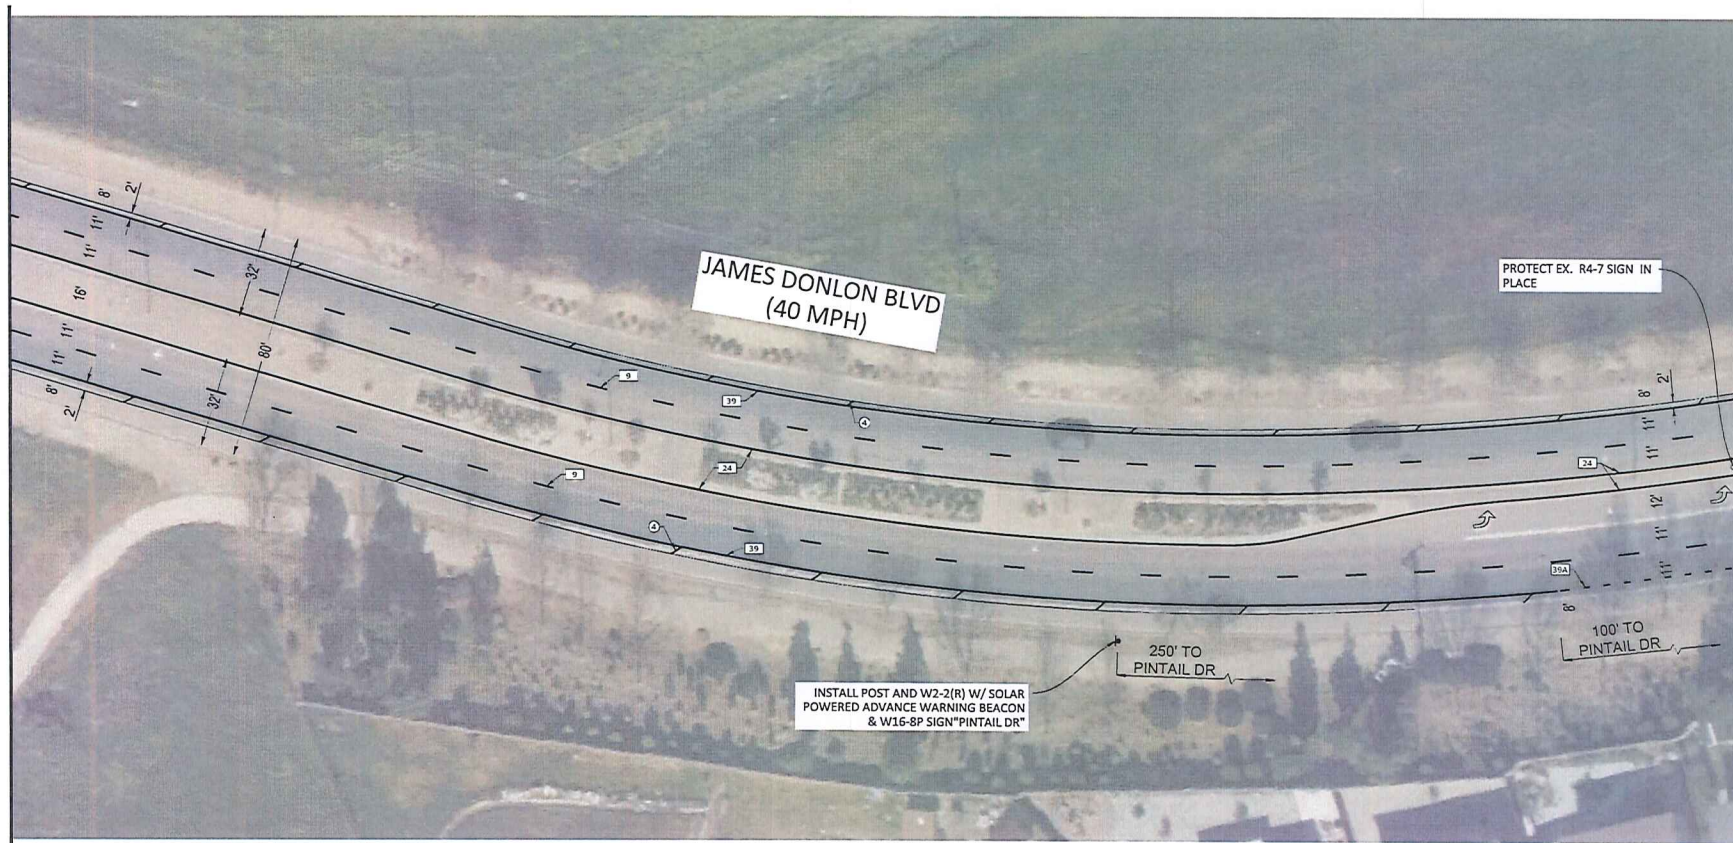 8'
2'
11'
11'
16'
11'
11'
8'
2'
32'
80'
32'
JAMES DONLON BLVD
(40 MPH)
9
39
4
24
9
4
39
PROTECT EX. R4-7 SIGN IN
PLACE
8'
2'
11'
11'
24
12'
11'
11'
39A
8'
250' TO
PINTAIL DR
100' TO
PINTAIL DR
INSTALL POST AND W2-2(R) W/ SOLAR
POWERED ADVANCE WARNING BEACON
& W16-8P SIGN"PINTAIL DR"